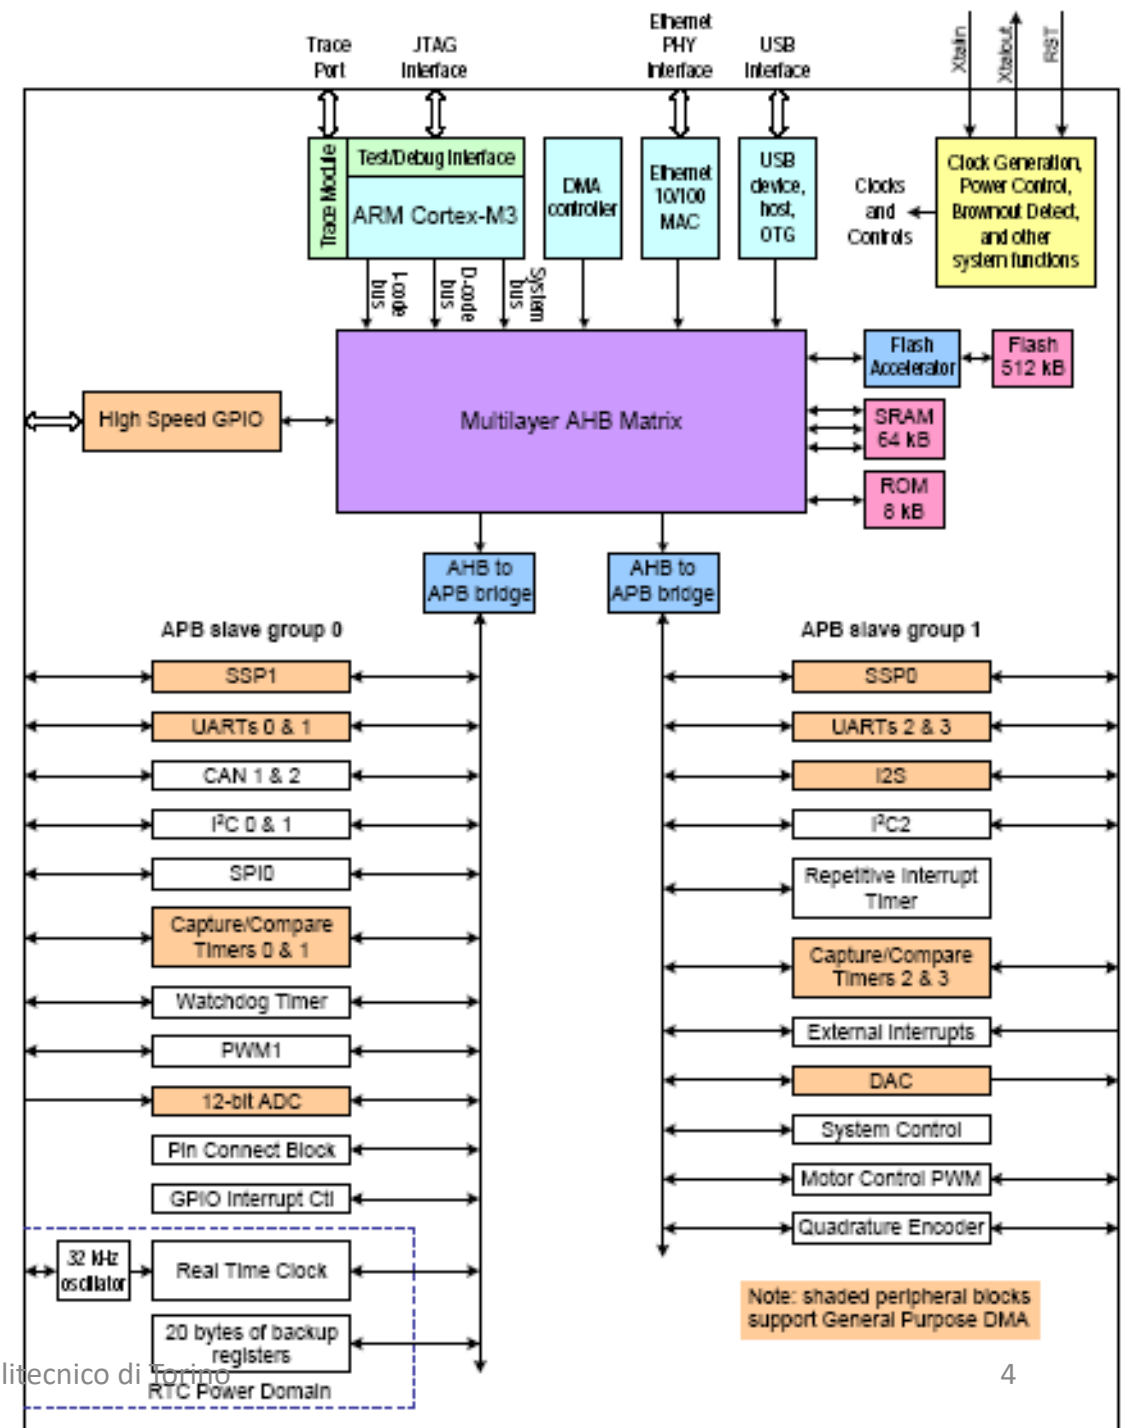 Trace
Port
JTAG
Interface
Ethernet
PHY
Interface
USB
Interface
Xtalin
Xtalout
RST
Trace Module
Test/Debug Interface
ARM Cortex-M3
DMA
controller
Ethernet
10/100
MAC
USB
device,
host,
OTG
Clocks
and
Controls
Clock Generation,
Power Control,
Brownout Detect,
and other
system functions
I-code
bus
D-code
bus
System
bus
Multilayer AHB Matrix
High Speed GPIO
Flash
Accelerator
Flash
512 kB
SRAM
64 kB
ROM
8 kB
AHB to
APB bridge
AHB to
APB bridge
APB slave group 0
SSP1
UARTs 0 & 1
CAN 1 & 2
I²C 0 & 1
SPI0
Capture/Compare
Timers 0 & 1
Watchdog Timer
PWM1
12-bit ADC
Pin Connect Block
GPIO Interrupt Ctl
32 kHz
oscillator
Real Time Clock
20 bytes of backup
registers
RTC Power Domain
APB slave group 1
SSP0
UARTs 2 & 3
I2S
I²C2
Repetitive Interrupt
Timer
Capture/Compare
Timers 2 & 3
External Interrupts
DAC
System Control
Motor Control PWM
Quadrature Encoder
Note: shaded peripheral blocks
support General Purpose DMA
litecnico di Torino
4